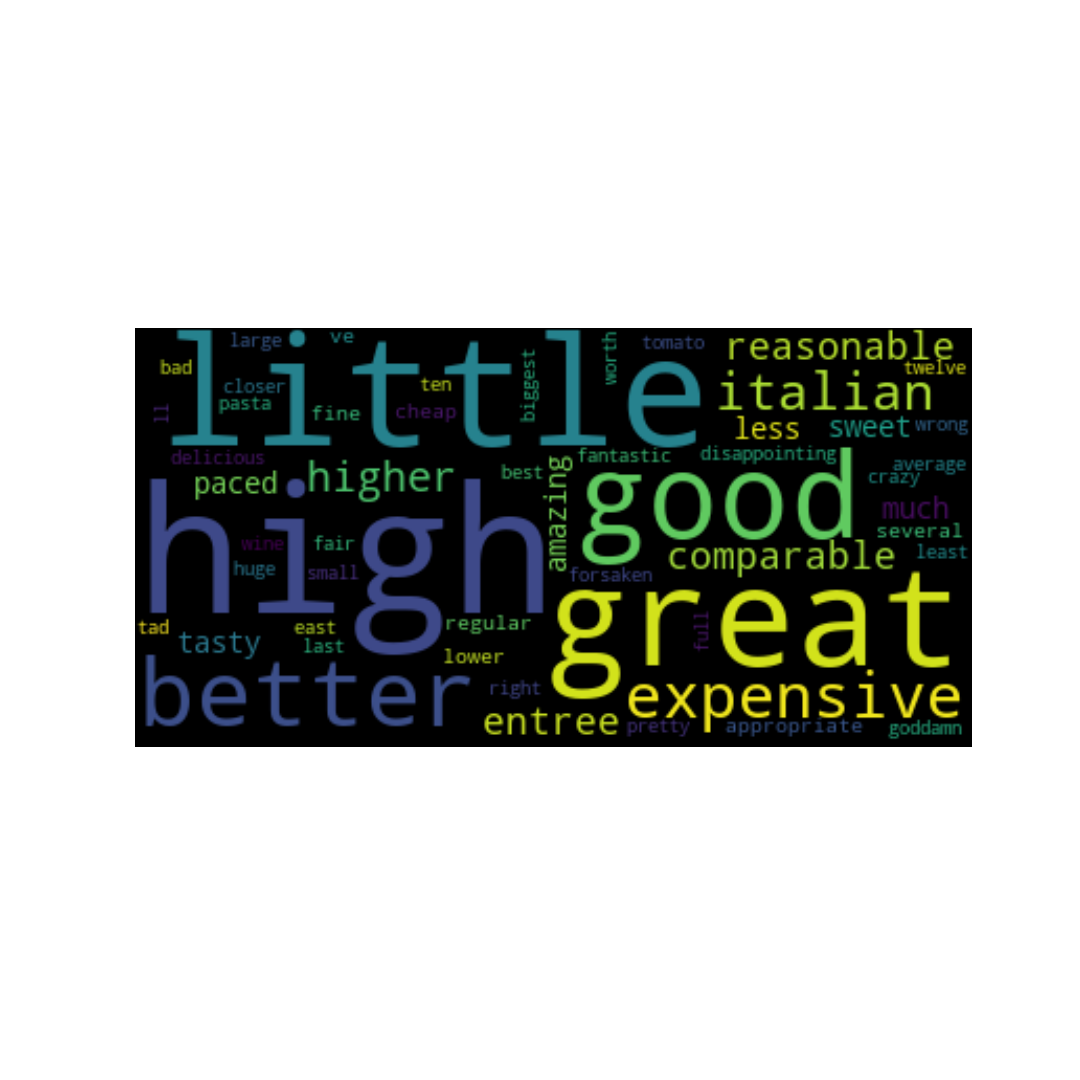 large
ve
little
tomato
reasonable
worth
bad
twelve
closer
ten
biggest
italian
pasta
fine
cheap
ll
less
sweet
wrong
delicious
best
fantastic
disappointing
average
paced
higher
amazing
good
crazy
high
much
several
wine
fair
comparable
least
huge
small
forsaken
great
full
tad
east
regular
tasty
last
lower
better
right
expensive
entree
pretty
appropriate
goddamn